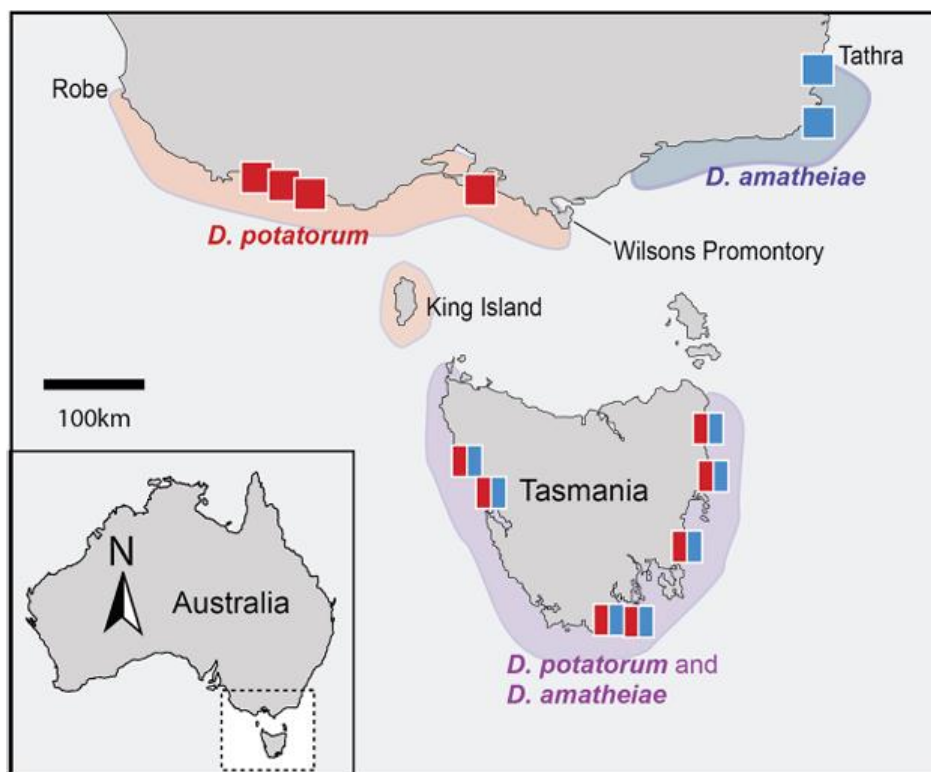 Robe
Tathra
D. amatheiae
D. potatorum
Wilsons Promontory
King Island
100km
Tasmania
N
Australia
D. potatorum and
D. amatheiae